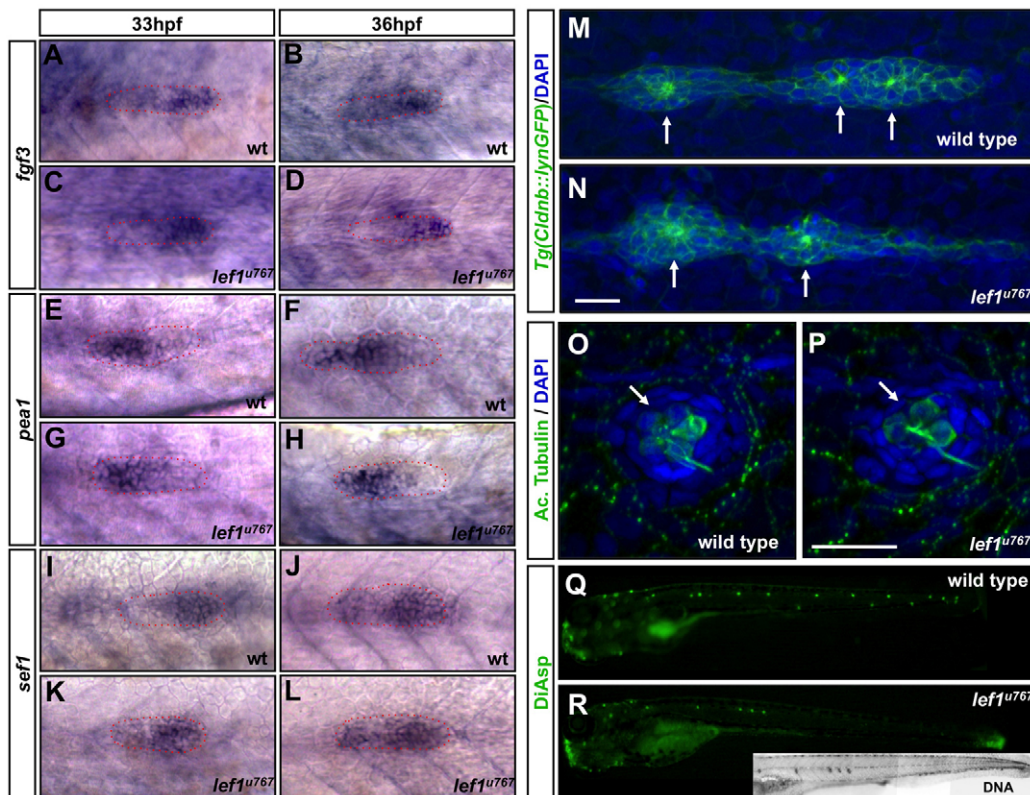 33hpf
36hpf
fgf3
A
wt
B
wt
C
lef1u767
D
lef1u767
pea1
E
wt
F
wt
G
lef1u767
H
lef1u767
sef1
I
wt
J
wt
K
lef1u767
L
lef1u767
Tg(Cldnb::lynGFP)/DAPI
M
wild type
N
lef1u767
Ac. Tubulin / DAPI
O
wild type
P
lef1u767
DiAsp
Q
wild type
R
lef1u767
DNA